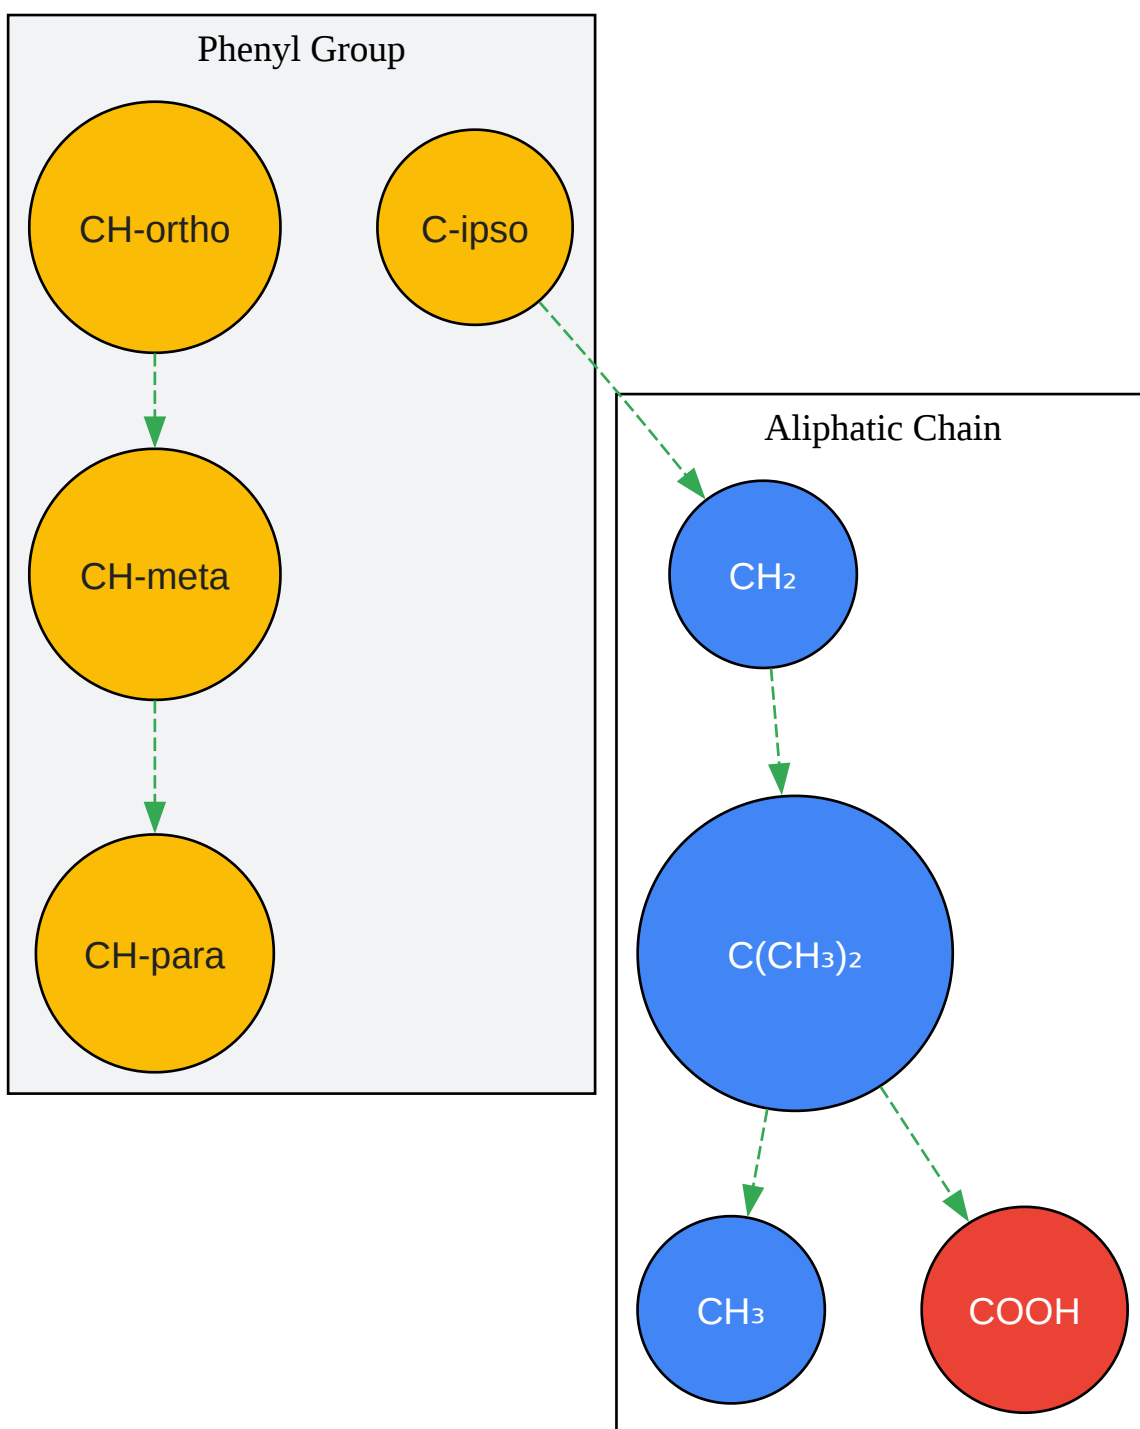 Phenyl Group
CH-ortho
C-ipso
CH-meta
CH-para
Aliphatic Chain
CH₂
C(CH₃)₂
CH₃
COOH